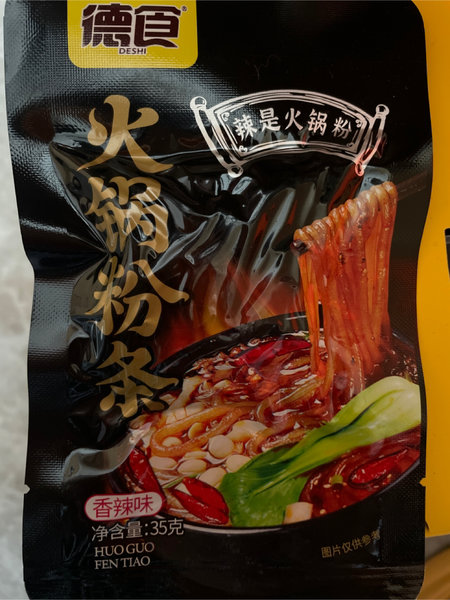 德食®
DESHI
辣是火锅粉
火锅粉条
香辣味
净含量:35克
HUO GUO
FEN TIAO
图片仅供参考